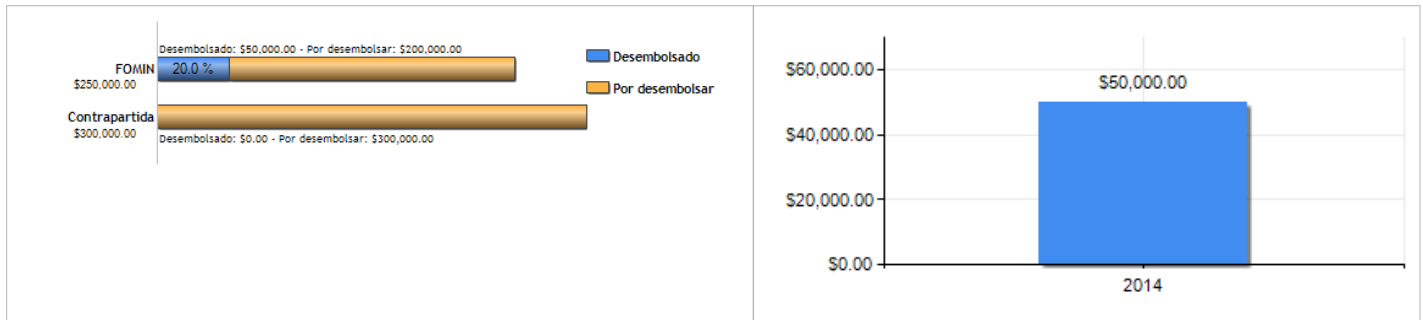 Desembolsado: $50,000.00 - Por desembolsar: $200,000.00
FOMIN
20.0 %
$250,000.00
Contrapartida
$300,000.00
Desembolsado: $0.00 - Por desembolsar: $300,000.00
Desembolsado
Por desembolsar
$60,000.00
$50,000.00
$40,000.00
$20,000.00
$0.00
2014